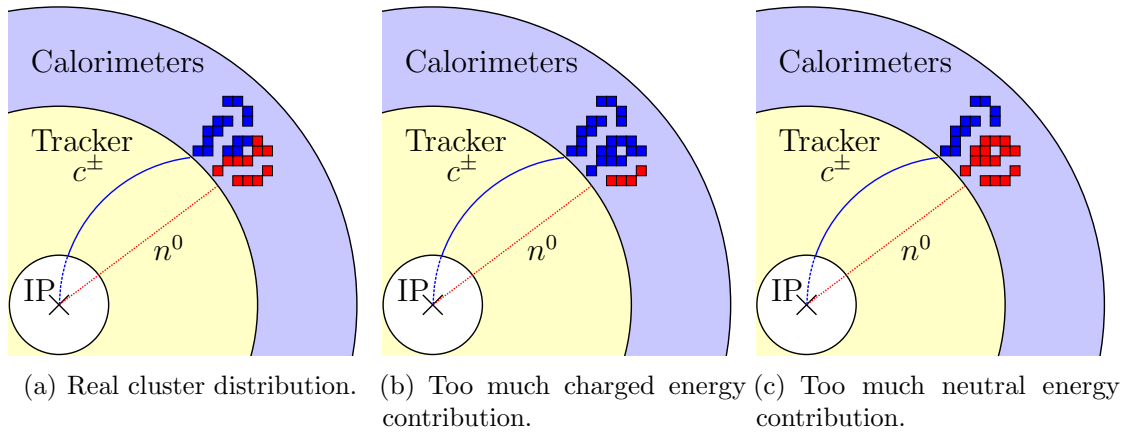 Calorimeters
Tracker
c±
n⁰
IP
(a) Real cluster distribution.
Calorimeters
Tracker
c±
n⁰
IP
(b) Too much charged energy
contribution.
Calorimeters
Tracker
c±
n⁰
IP
(c) Too much neutral energy
contribution.